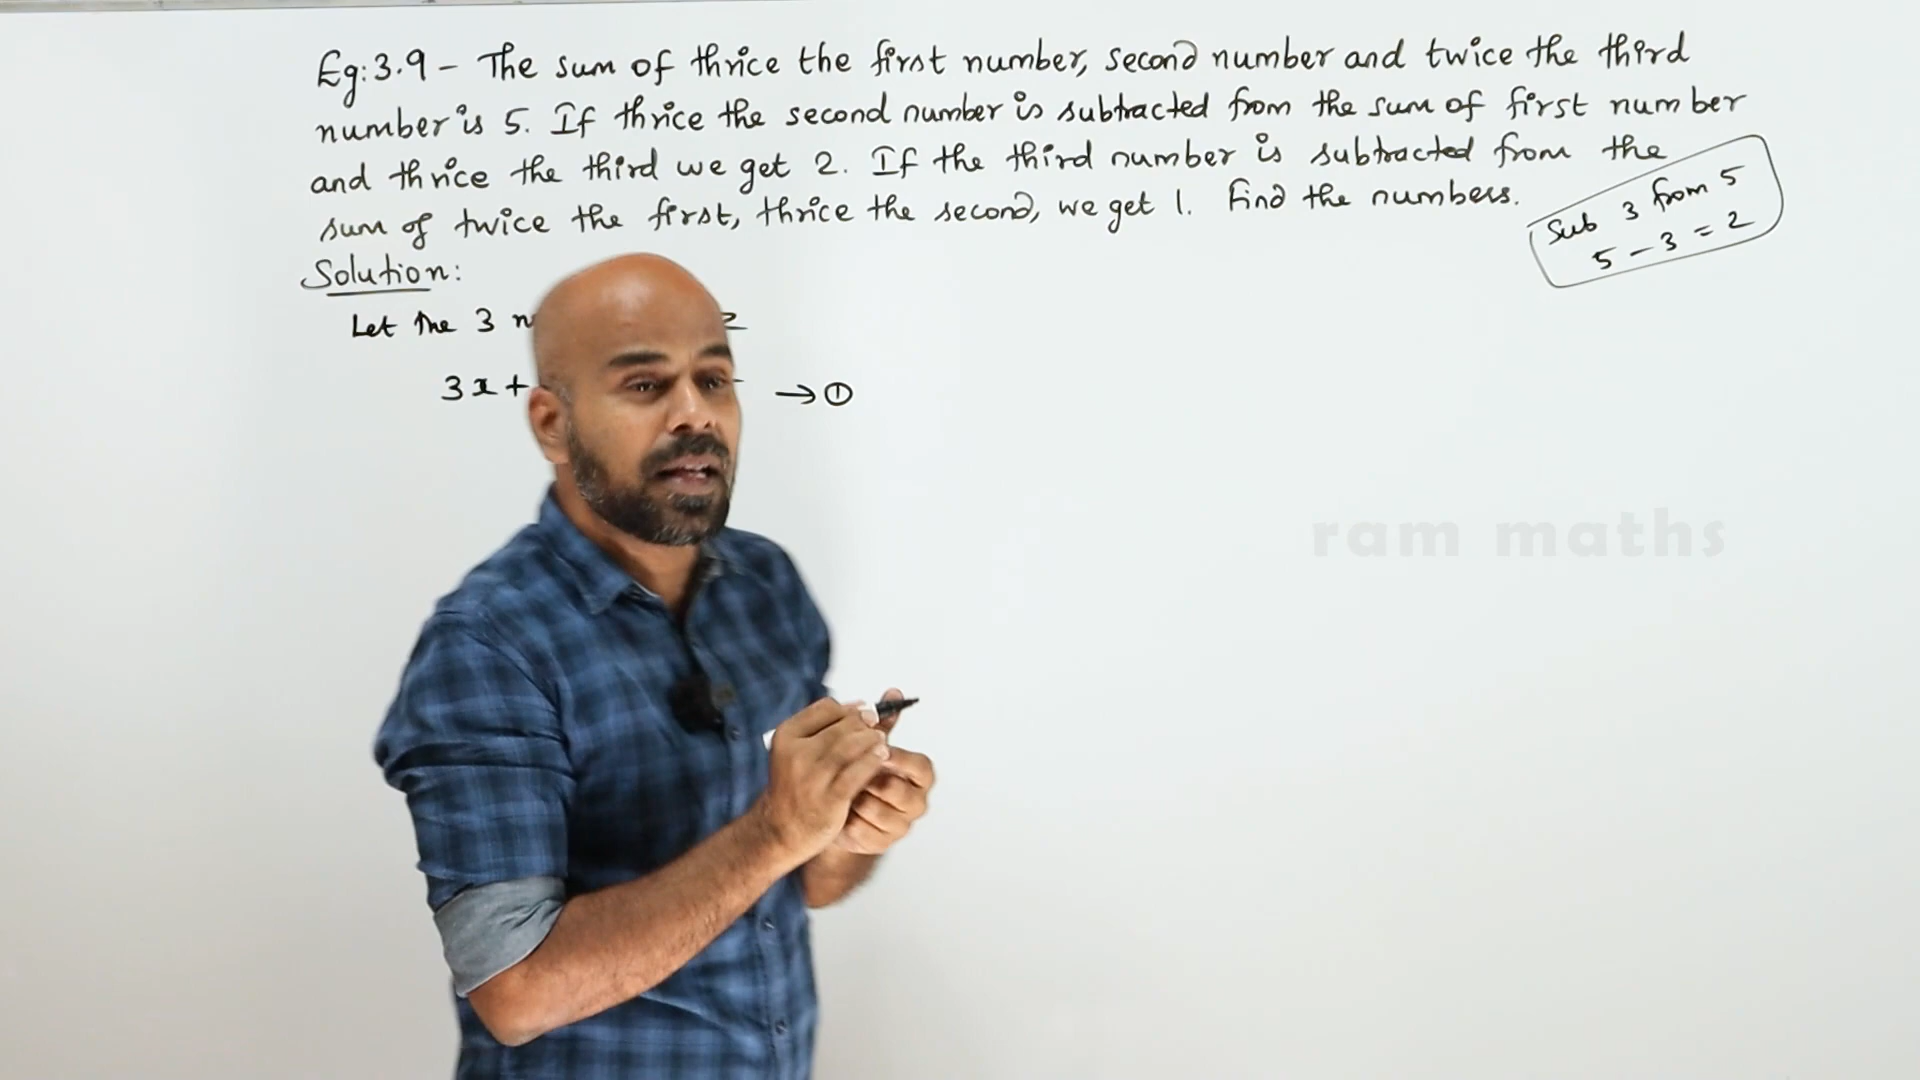 Eg: 3.9 - The sum of thrice the first number, second number and twice the third
number is 5. If thrice the second number is subtracted from the sum of first number
and thrice the third we get 2. If the third number is subtracted from the
sum of twice the first, thrice the second, we get 1. Find the numbers.
Sub 3 from 5
5 - 3 = 2
Solution:
Let the 3
3x+ → ①
ram maths